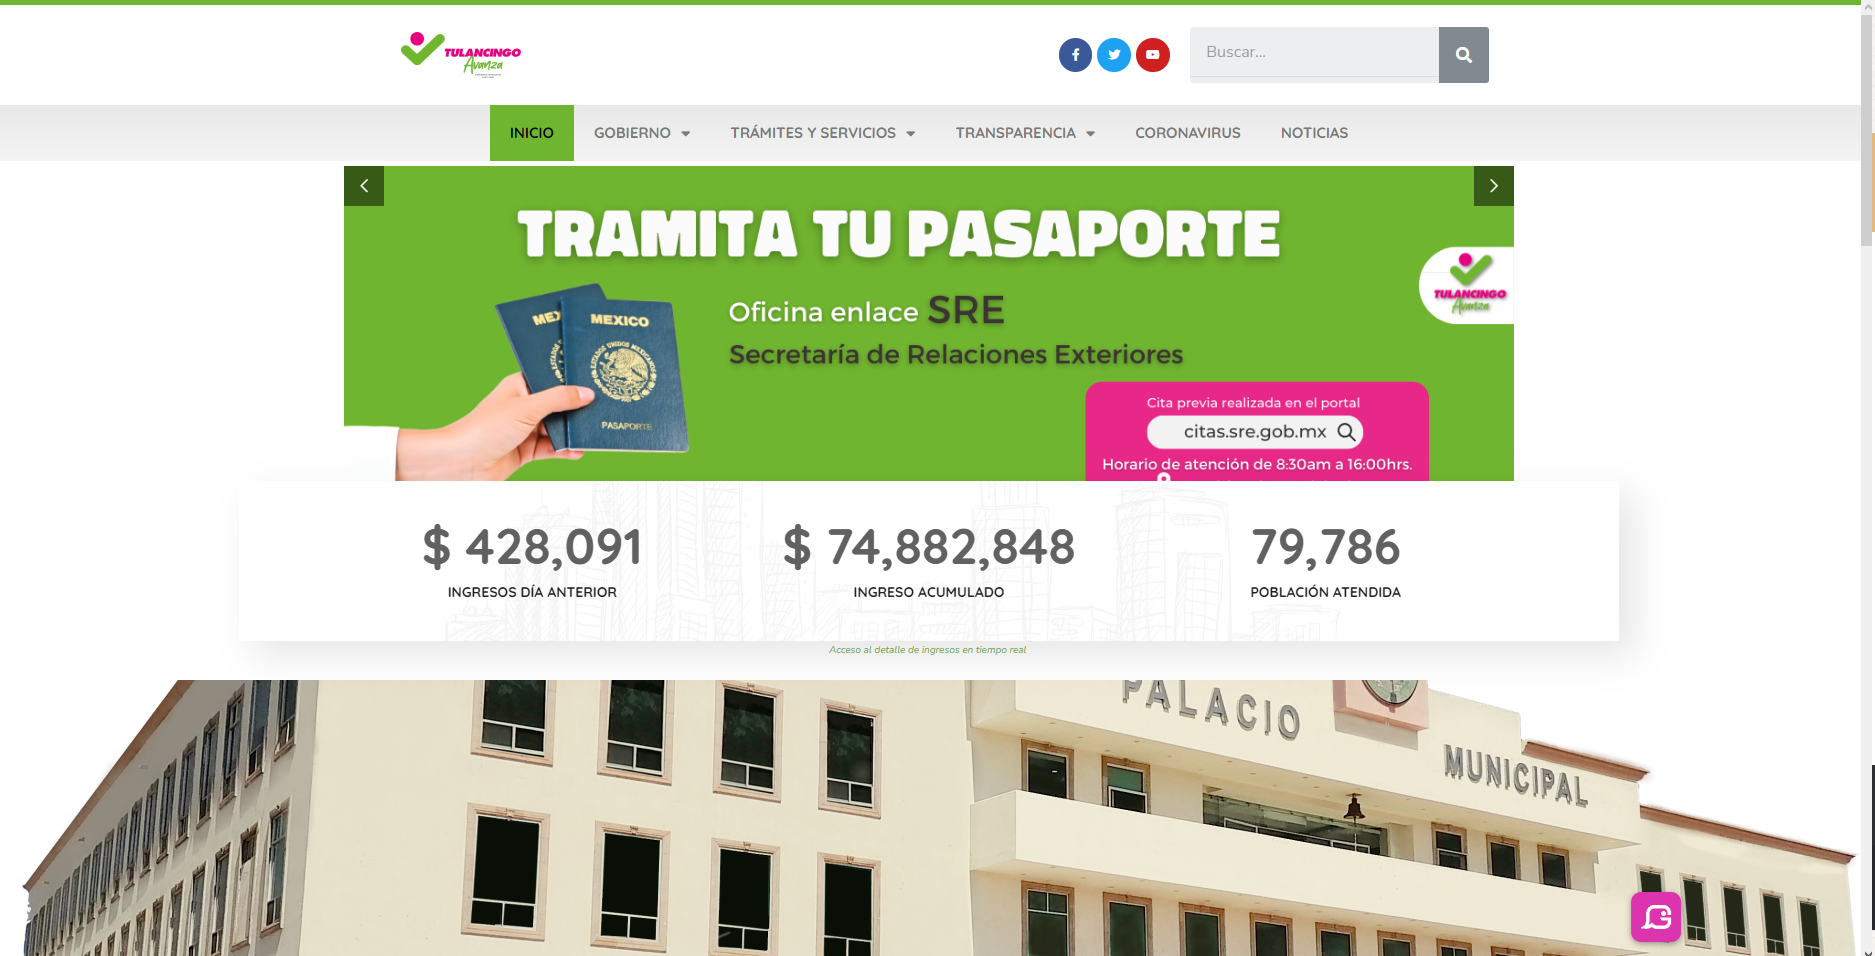 TULANCINGO
Avanza
Buscar...
INICIO
GOBIERNO
TRÁMITES Y SERVICIOS
TRANSPARENCIA
CORONAVIRUS
NOTICIAS
TRAMITA TU PASAPORTE
Oficina enlace SRE
Secretaría de Relaciones Exteriores
TULANCINGO
Avanza
MEXICO
ESTADOS UNIDOS MEXICANOS
PASAPORTE
Cita previa realizada en el portal
citas.sre.gob.mx
Horario de atención de 8:30am a 16:00hrs.
$ 428,091
INGRESOS DÍA ANTERIOR
$ 74,882,848
INGRESO ACUMULADO
79,786
POBLACIÓN ATENDIDA
Acceso al detalle de ingresos en tiempo real
PALACIO
MUNICIPAL